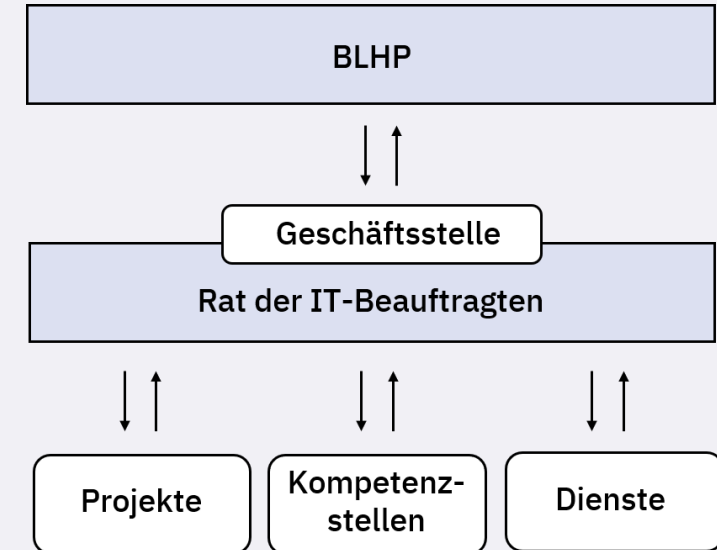 BLHP
Geschäftsstelle
Rat der IT-Beauftragten
Projekte
Kompetenz-
stellen
Dienste